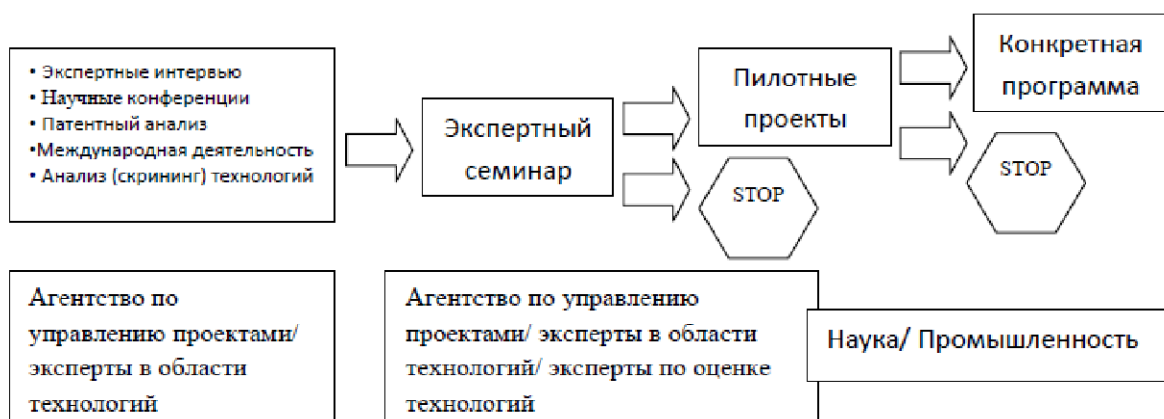 • Экспертные интервью
• Научные конференции
• Патентный анализ
•Международная деятельность
• Анализ (скрининг) технологий
Экспертный
семинар
Пилотные
проекты
STOP
Конкретная
программа
STOP
Агентство по
управлению проектами/
эксперты в области
технологий
Агентство по управлению
проектами/ эксперты в области
технологий/ эксперты по оценке
технологий
Наука/ Промышленность